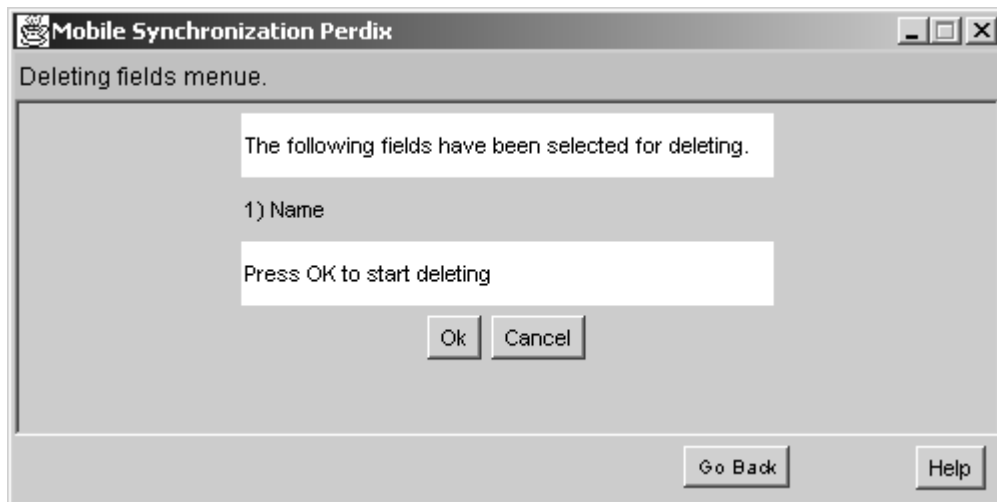 Mobile Synchronization Perdix
Deleting fields menue.
The following fields have been selected for deleting.
1) Name
Press OK to start deleting
Ok Cancel
Go Back Help